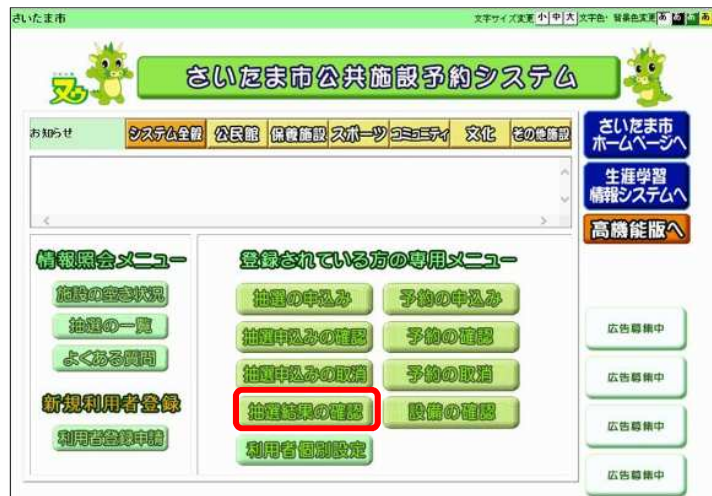 さいたま市
文字サイズ変更 小 中 大 文字色・背景色変更 あ あ あ あ
ヌゥ
さいたま市公共施設予約システム
お知らせ
システム全般 公民館 保養施設 スポーツ コミュニティ 文化 その他施設
さいたま市
ホームページへ
生涯学習
情報システムへ
高機能版へ
情報照会メニュー
施設の空き状況
抽選の一覧
よくある質問
新規利用者登録
利用者登録申請
登録されている方の専用メニュー
抽選の申込み 予約の申込み
抽選申込みの確認 予約の確認
抽選申込みの取消 予約の取消
抽選結果の確認 設備の確認
利用者個別設定
広告募集中
広告募集中
広告募集中
広告募集中